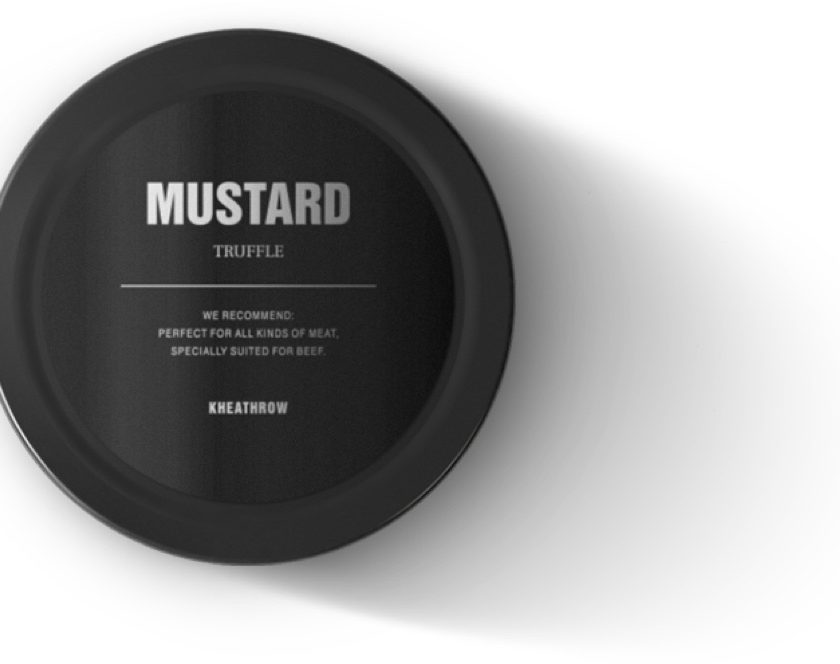 MUSTARD
TRUFFLE
WE RECOMMEND:
PERFECT FOR ALL KINDS OF MEAT,
SPECIALLY SUITED FOR BEEF.
KHEATHROW